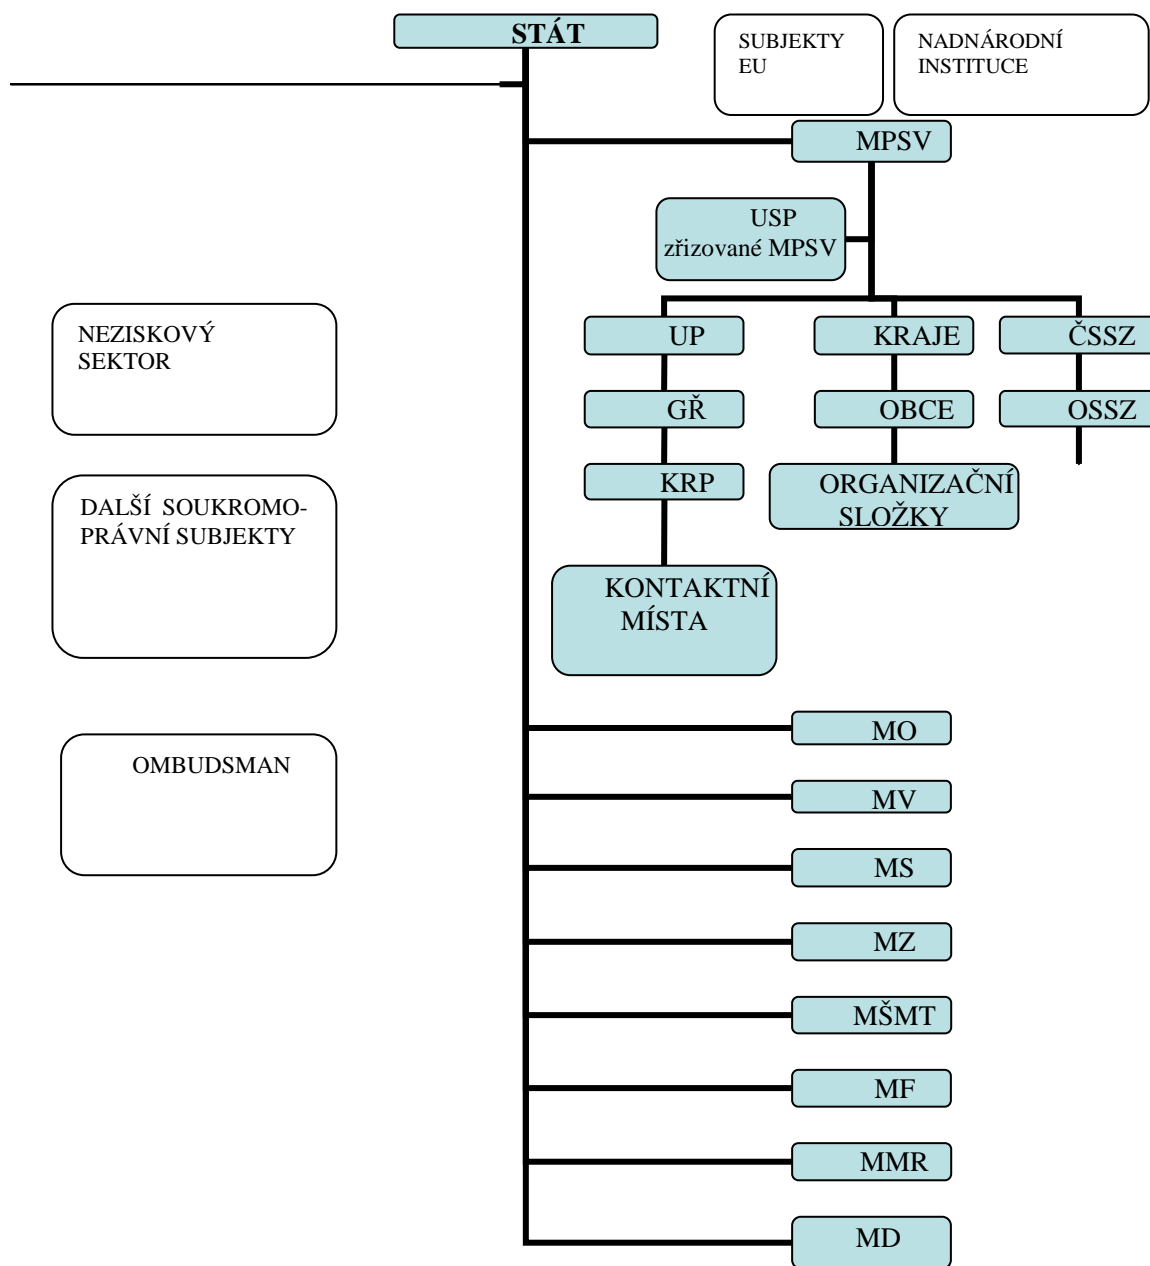 STÁT
SUBJEKTY
EU
NADNÁRODNÍ
INSTITUCE
MPSV
USP
zřizované MPSV
NEZISKOVÝ
SEKTOR
UP
KRAJE
ČSSZ
GŘ
OBCE
OSSZ
KRP
ORGANIZAČNÍ
SLOŽKY
DALŠÍ SOUKROMO-
PRÁVNÍ SUBJEKTY
KONTAKTNÍ
MÍSTA
OMBUDSMAN
MO
MV
MS
MZ
MŠMT
MF
MMR
MD